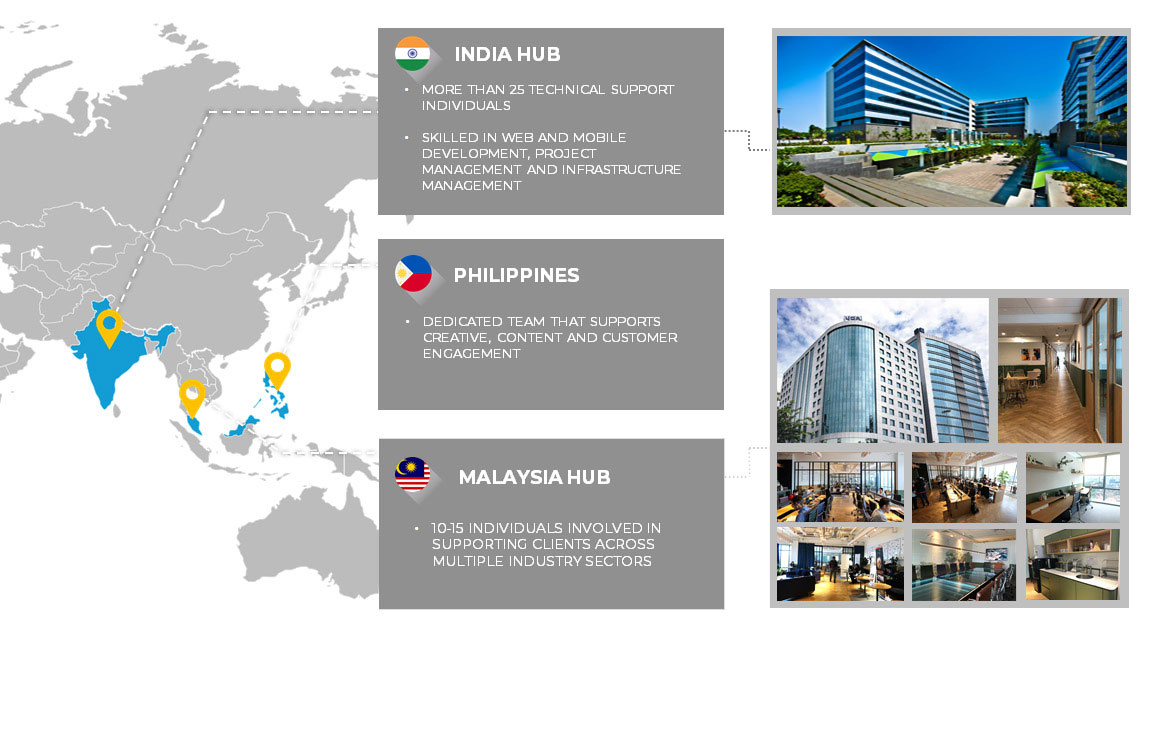 INDIA HUB
• MORE THAN 25 TECHNICAL SUPPORT
INDIVIDUALS
• SKILLED IN WEB AND MOBILE
DEVELOPMENT, PROJECT
MANAGEMENT AND INFRASTRUCTURE
MANAGEMENT
PHILIPPINES
• DEDICATED TEAM THAT SUPPORTS
CREATIVE, CONTENT AND CUSTOMER
ENGAGEMENT
MALAYSIA HUB
• 10-15 INDIVIDUALS INVOLVED IN
SUPPORTING CLIENTS ACROSS
MULTIPLE INDUSTRY SECTORS